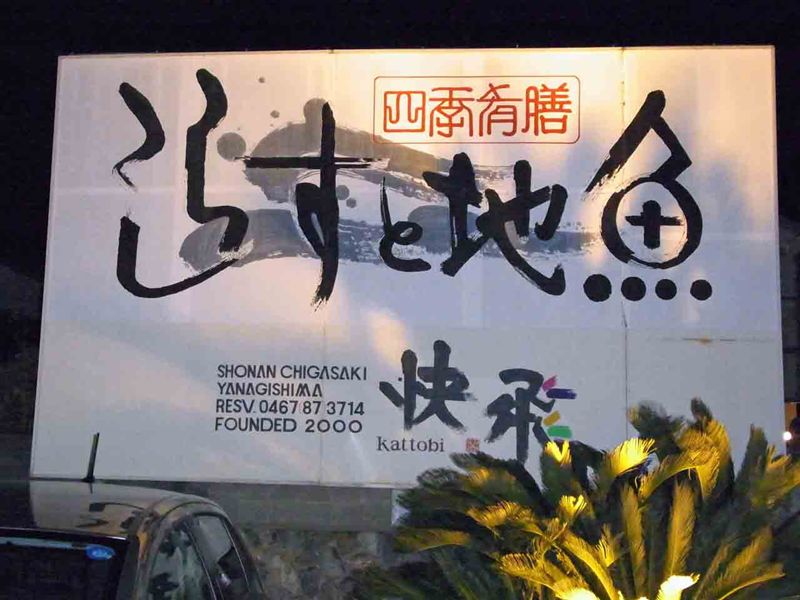 四季肴膳
しらすと地魚
SHONAN CHIGASAKI
YANAGISHIMA
RESV. 0467 87 3714
FOUNDED 2000
快飛
Kattobi